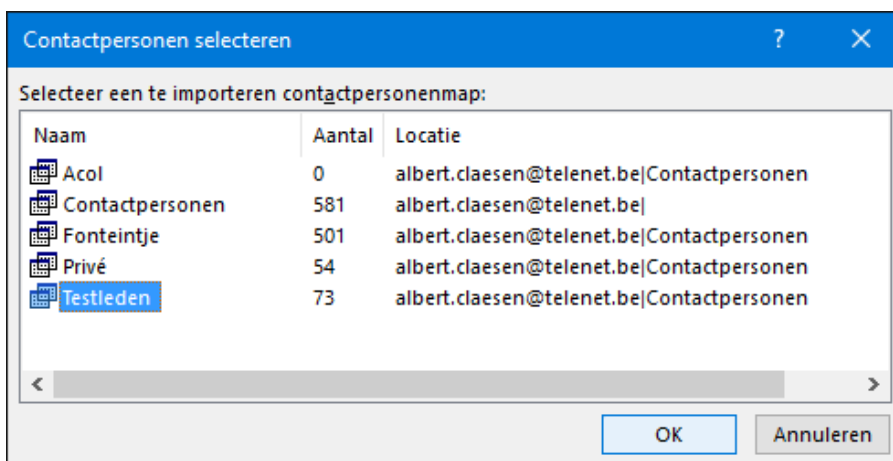 Contactpersonen selecteren ? ×
Selecteer een te importeren contactpersonenmap:
Naam Aantal Locatie
Acol 0 albert.claesen@telenet.be|Contactpersonen
Contactpersonen 581 albert.claesen@telenet.be|
Fonteintje 501 albert.claesen@telenet.be|Contactpersonen
Privé 54 albert.claesen@telenet.be|Contactpersonen
Testleden 73 albert.claesen@telenet.be|Contactpersonen
OK Annuleren